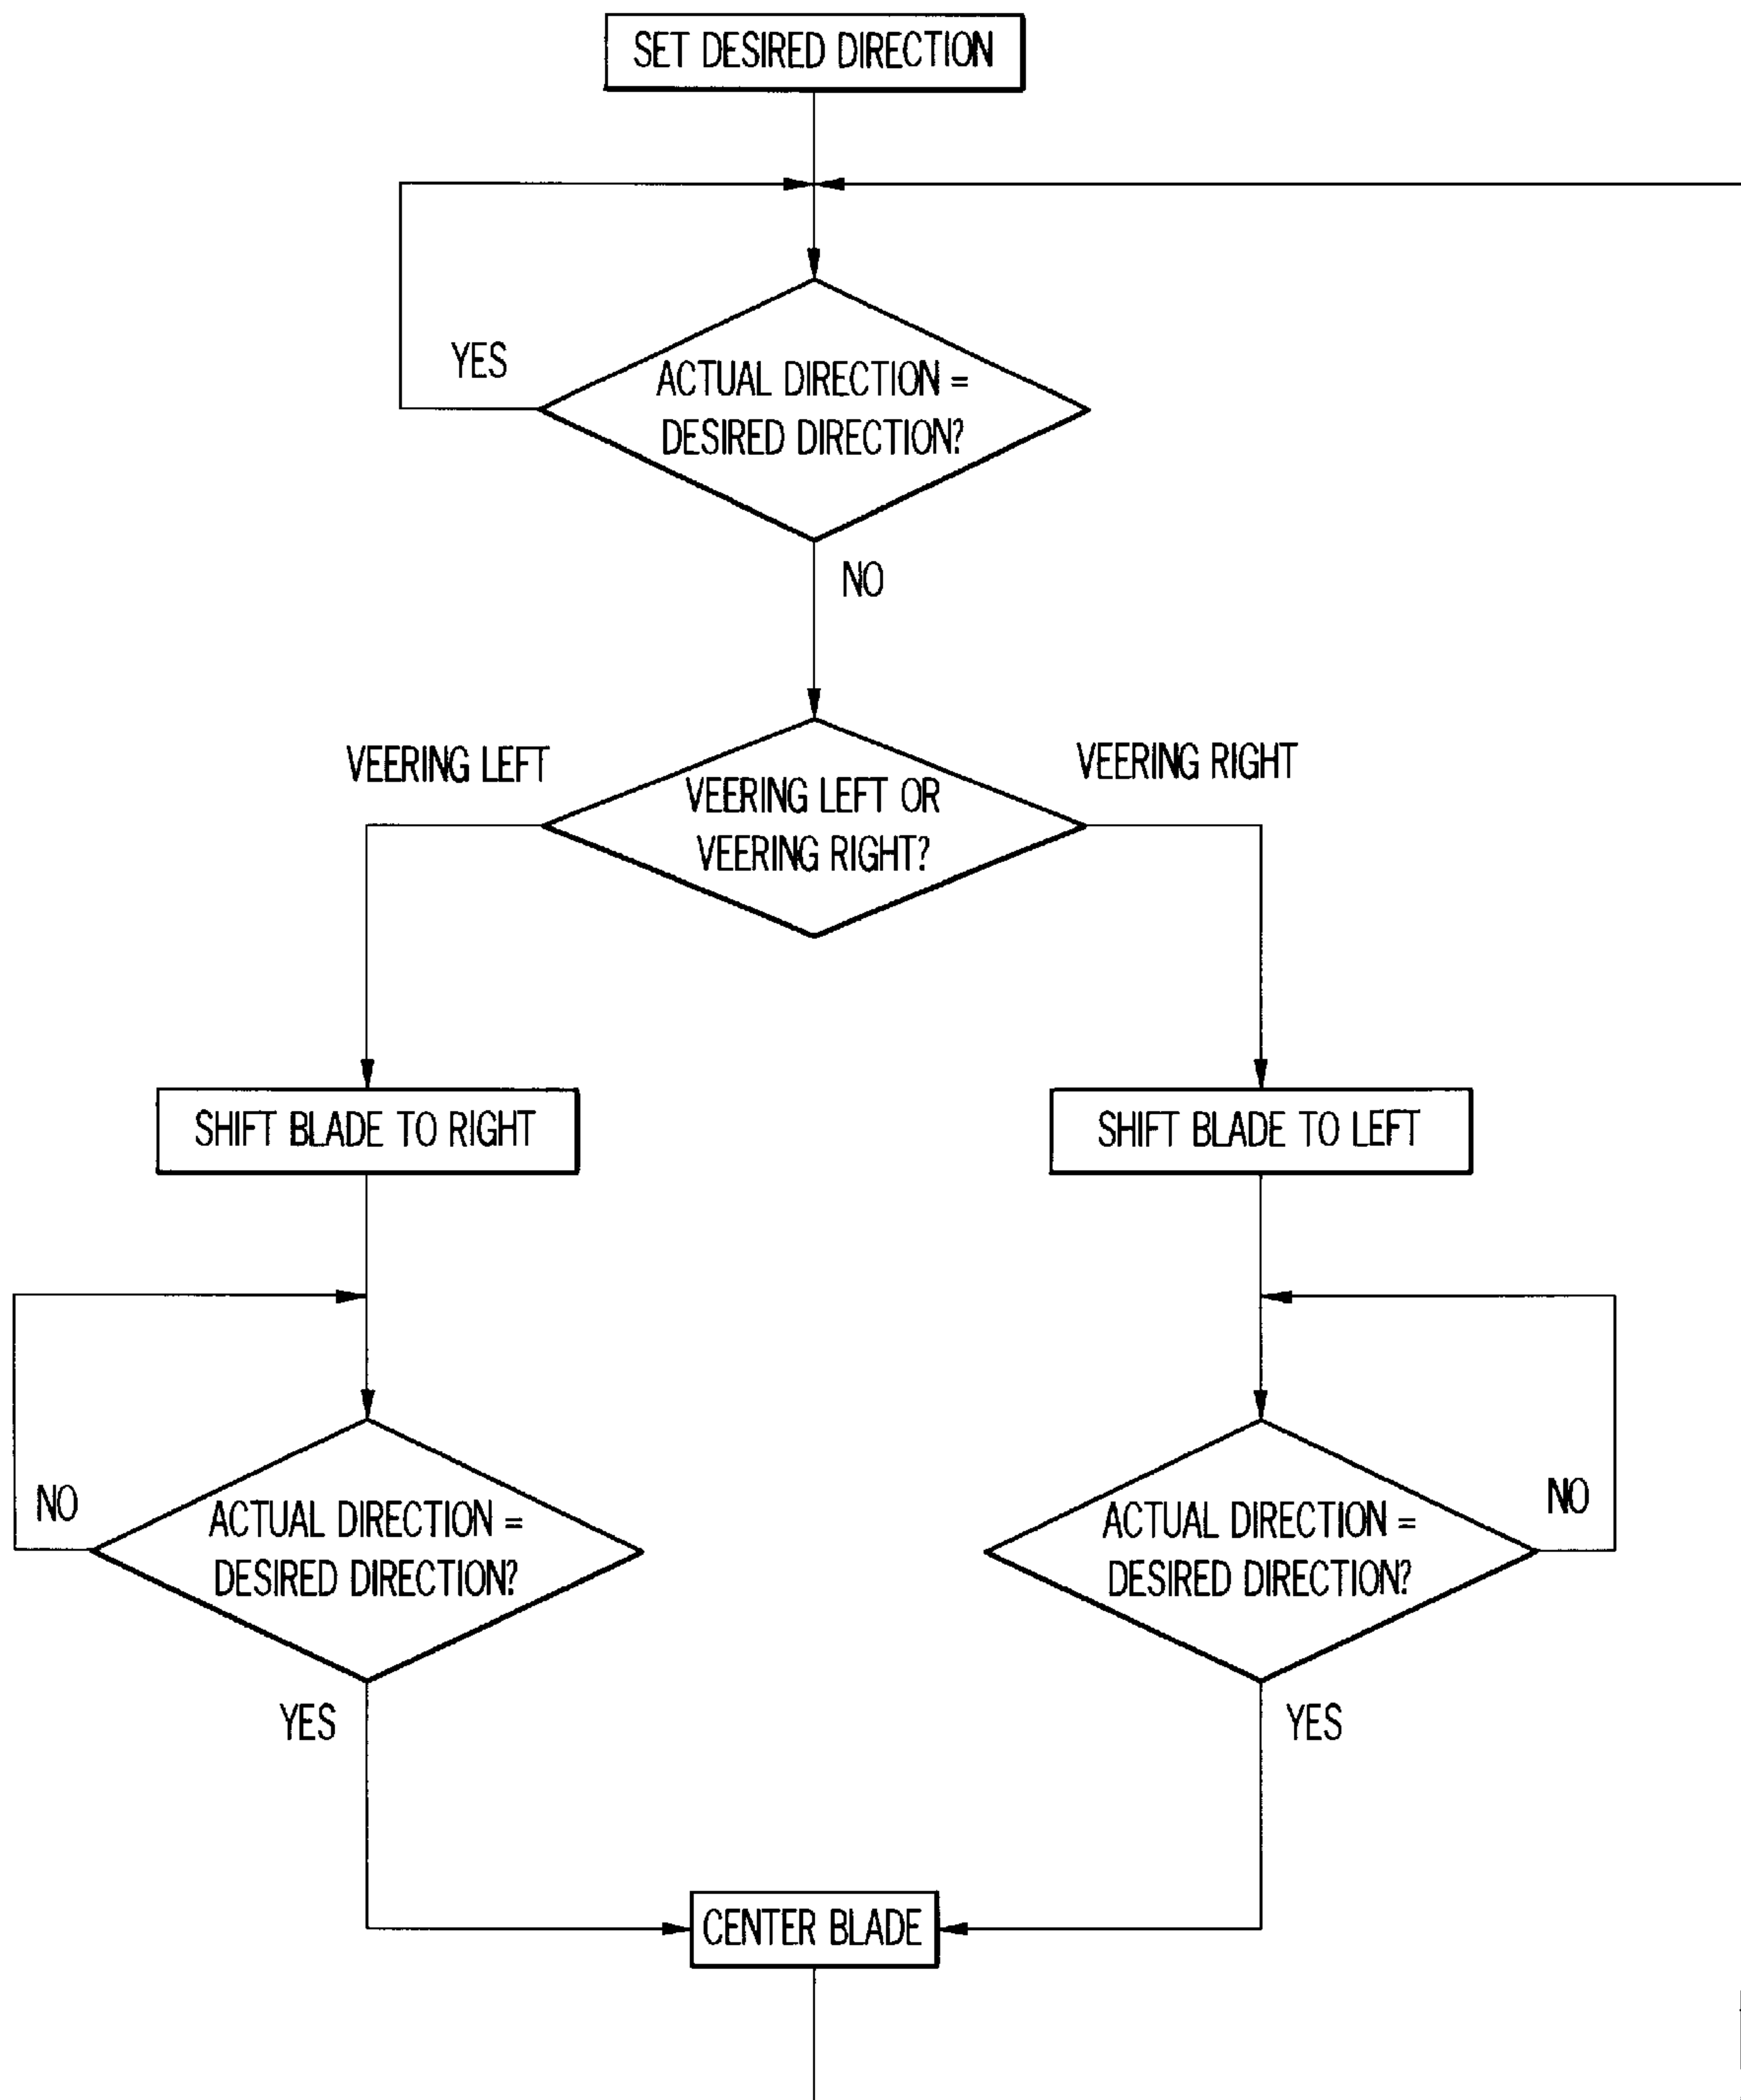 SET DESIRED DIRECTION
YES
ACTUAL DIRECTION =
DESIRED DIRECTION?
NO
VEERING LEFT
VEERING RIGHT
VEERING LEFT OR
VEERING RIGHT?
SHIFT BLADE TO RIGHT
SHIFT BLADE TO LEFT
NO
ACTUAL DIRECTION =
DESIRED DIRECTION?
ACTUAL DIRECTION =
DESIRED DIRECTION?
NO
YES
YES
CENTER BLADE